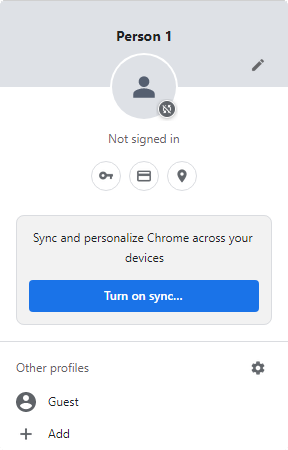 Person 1
Not signed in
Sync and personalize Chrome across your
devices
Turn on sync...
Other profiles
Guest
Add